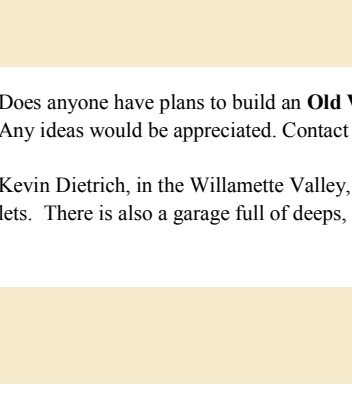 Does anyone have plans to build an Old
Any ideas would be appreciated. Contact
Kevin Dietrich, in the Willamette Valley,
lets. There is also a garage full of deeps,